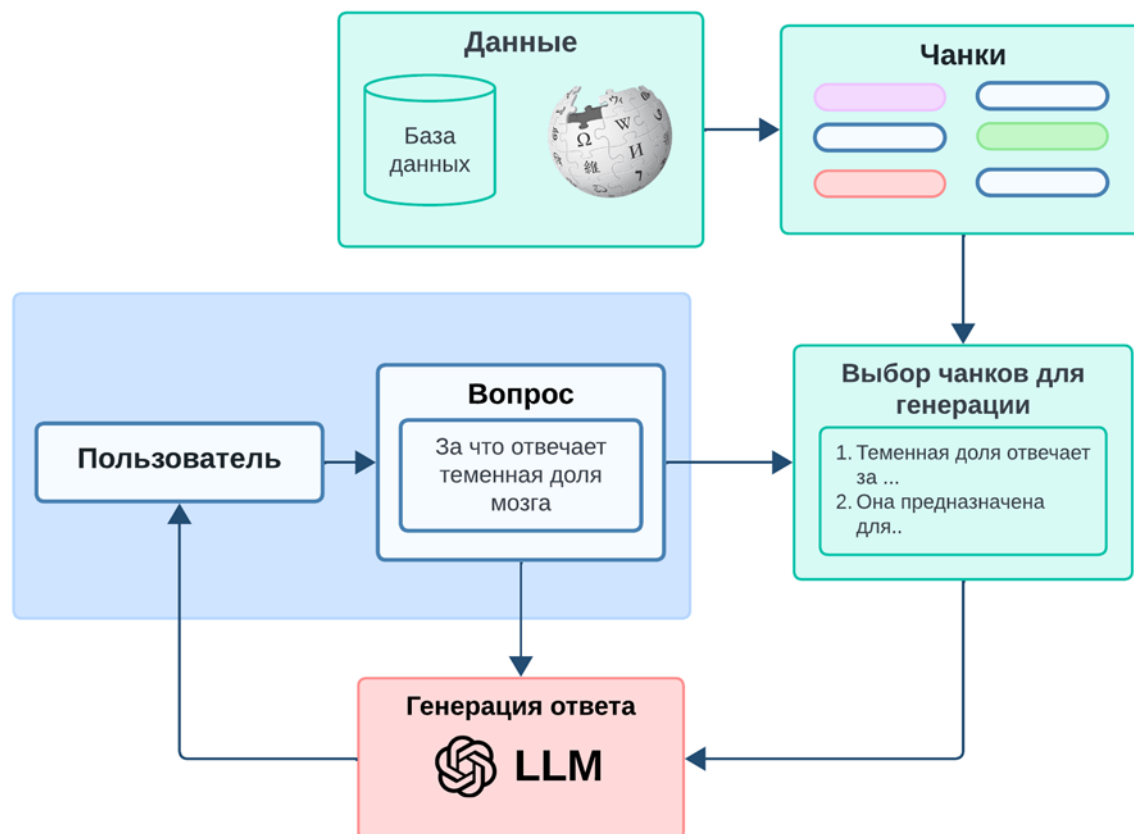 Данные
База
данных
Ω
W
И
維
Чанки
Пользователь
Вопрос
За что отвечает
теменная доля
мозга
Выбор чанков для
генерации
1. Теменная доля отвечает
за ...
2. Она предназначена
для..
Генерация ответа
LLM